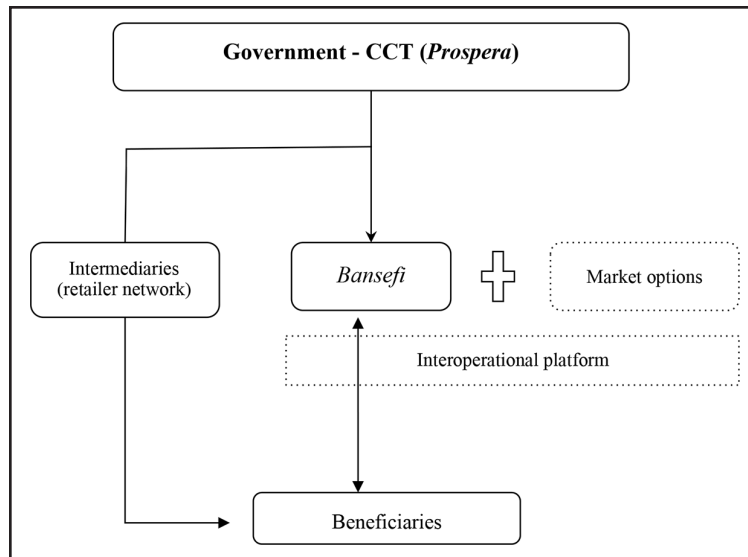 Government - CCT (Prospera)
Intermediaries
(retailer network)
Bansefi
Market options
Interoperational platform
Beneficiaries